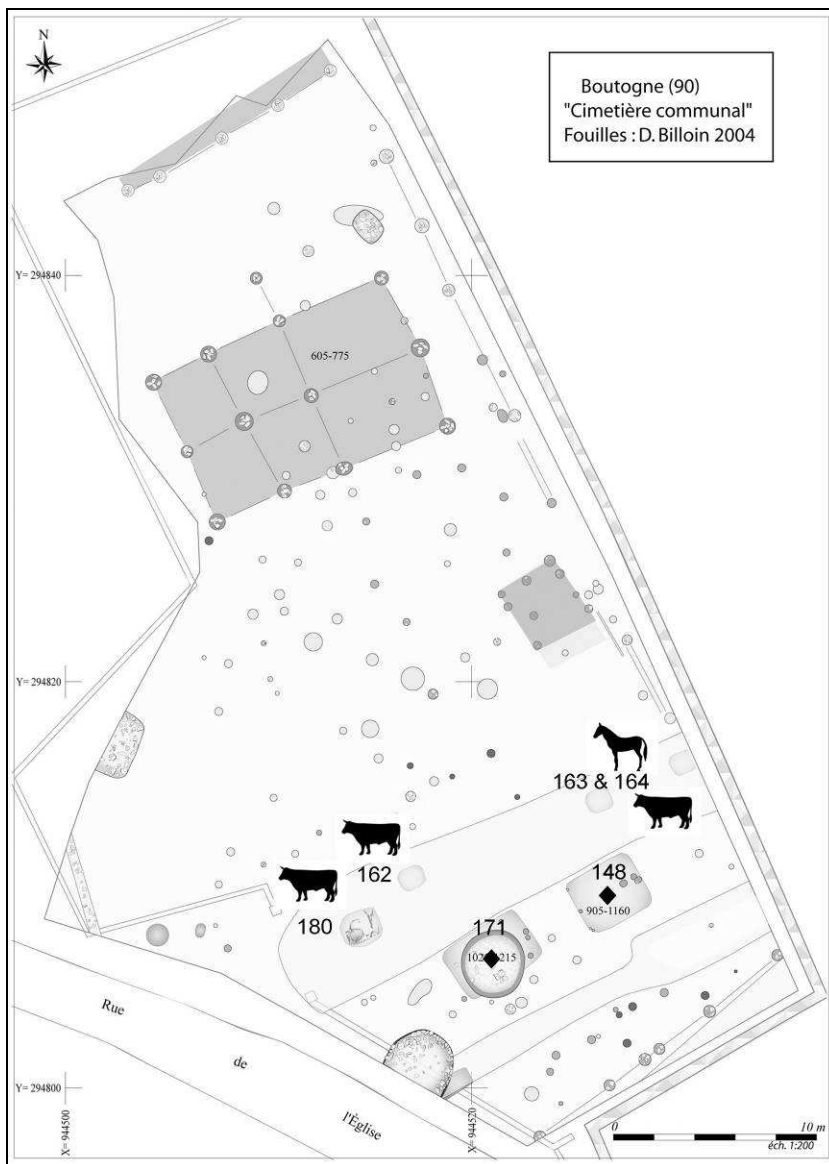 N
Boutogne (90)
"Cimetière communal"
Fouilles : D. Billoin 2004
Y= 294840
605-775
Y= 294820
163 & 164
162
148
180
171
905-1160
215
Rue
de
l'Église
Y= 294800
X= 944500
X= 944520
0 10 m
éch. 1:200